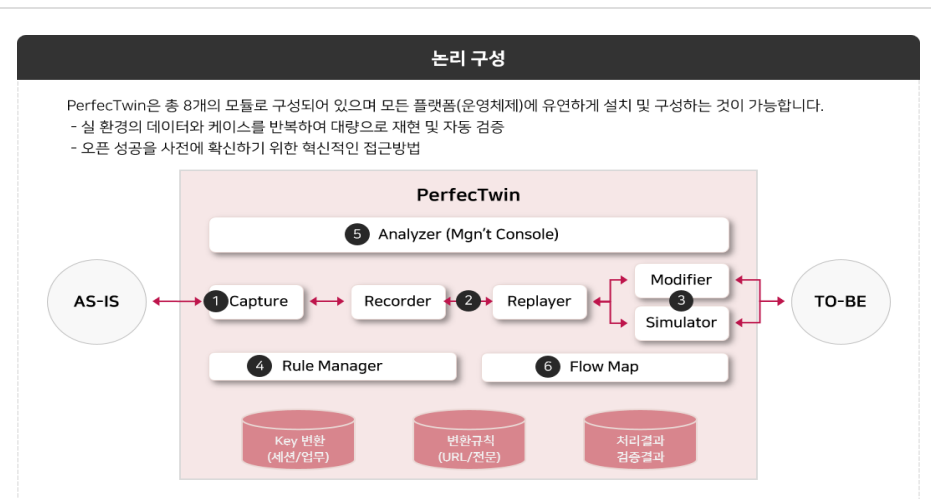 논리 구성
PerfecTwin은 총 8개의 모듈로 구성되어 있으며 모든 플랫폼(운영체제)에 유연하게 설치 및 구성하는 것이 가능합니다.
- 실 환경의 데이터와 케이스를 반복하여 대량으로 재현 및 자동 검증
- 오픈 성공을 사전에 확신하기 위한 혁신적인 접근방법
PerfecTwin
5 Analyzer (Mgn't Console)
AS-IS
1 Capture
Recorder
2
Replayer
Modifier
3
Simulator
TO-BE
4 Rule Manager
6 Flow Map
Key 변환
(세션/업무)
변환규칙
(URL/전문)
처리결과
검증결과